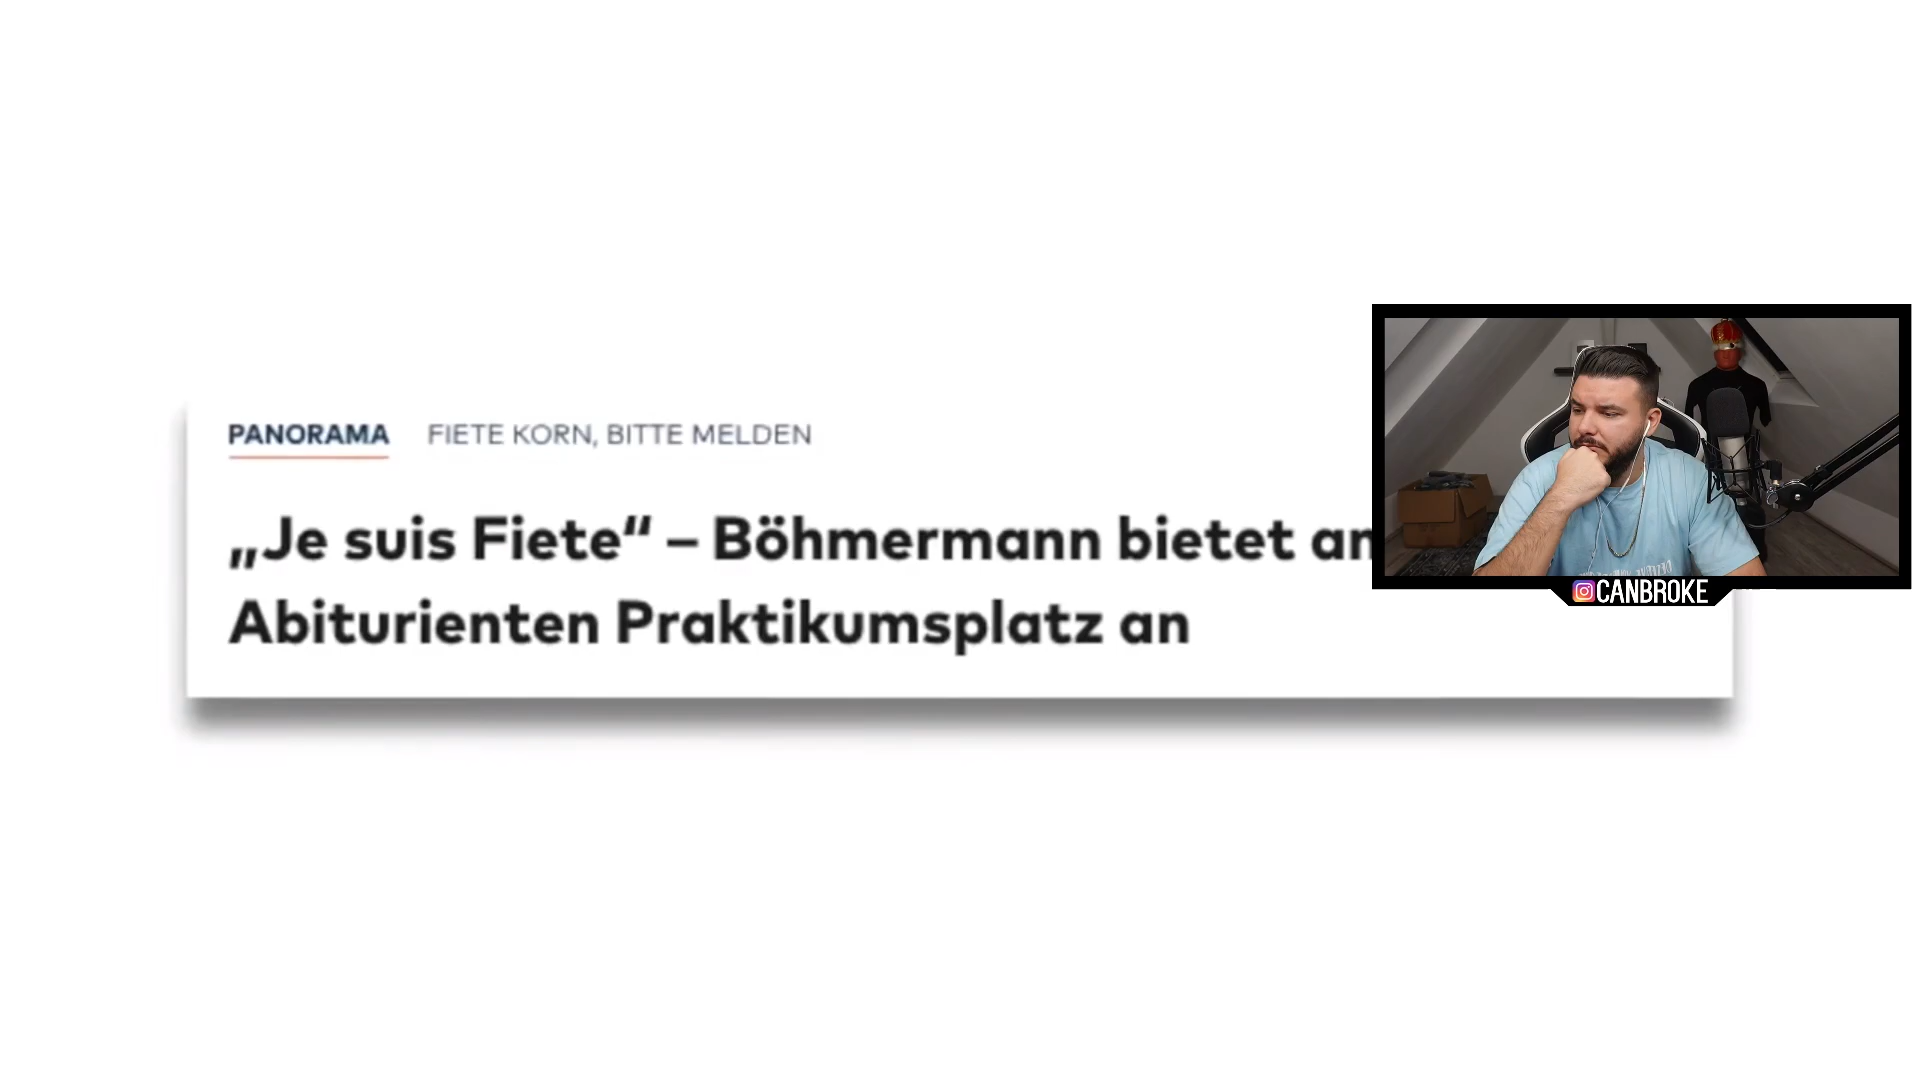 PANORAMA FIETE KORN, BITTE MELDEN
„Je suis Fiete“ – Böhmermann bietet an
Abiturienten Praktikumsplatz an
CANBROKE